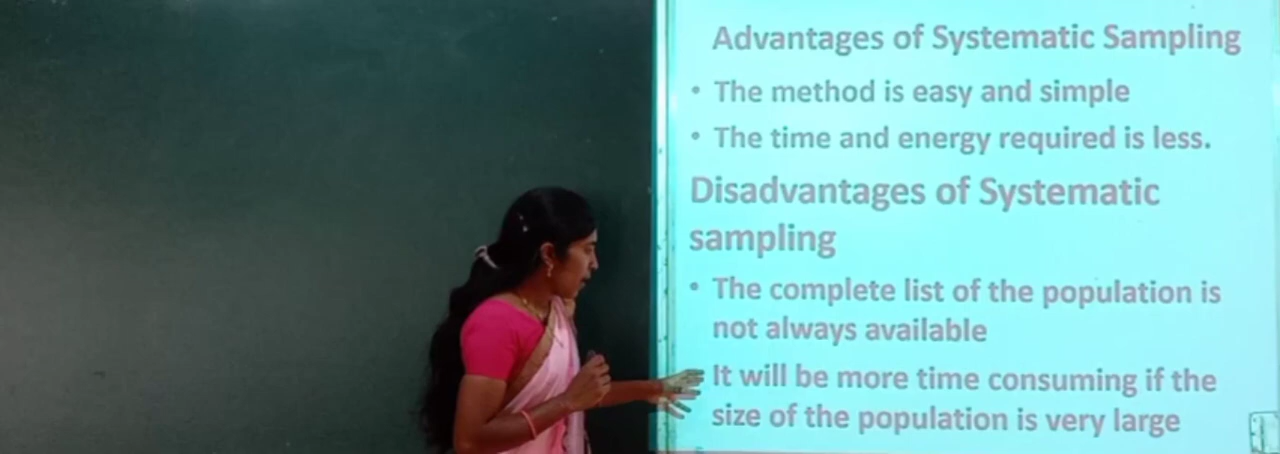 Advantages of Systematic Sampling
• The method is easy and simple
• The time and energy required is less.
Disadvantages of Systematic
sampling
• The complete list of the population is
not always available
It will be more time consuming if the
size of the population is very large